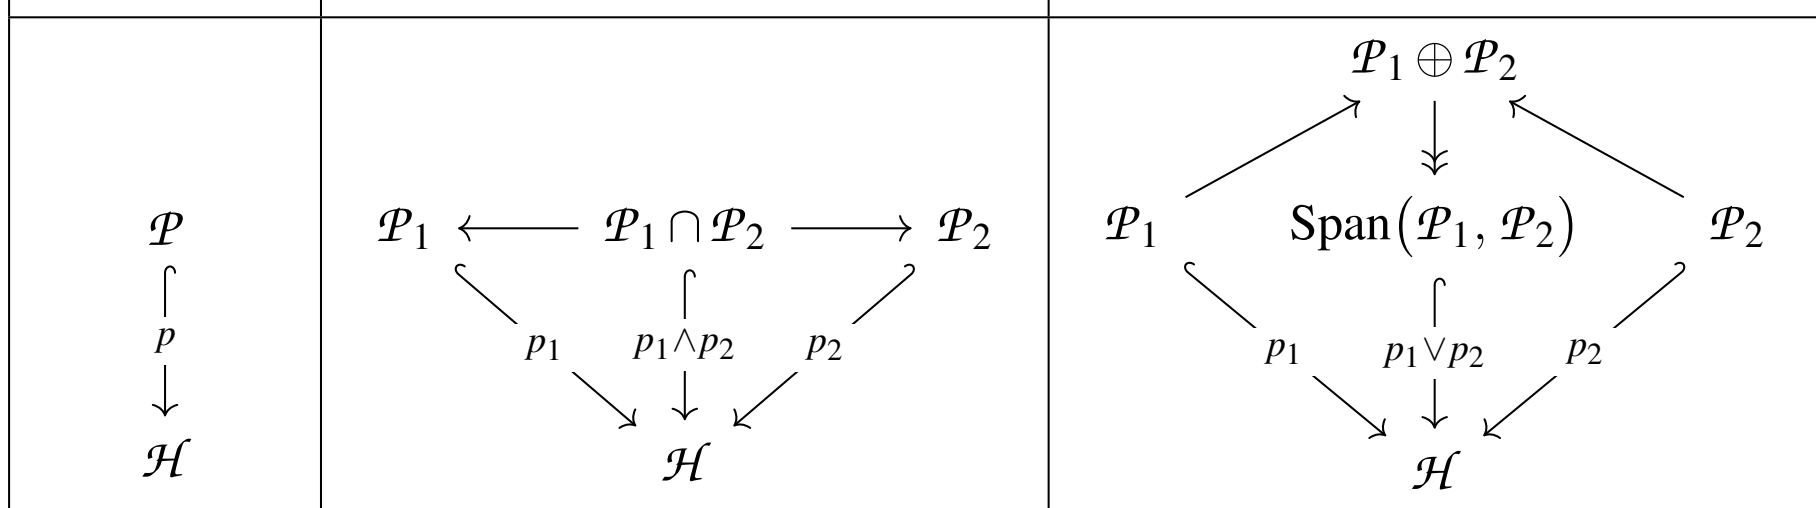 𝒫₁ ⊕ 𝒫₂
𝒫 𝒫₁ 𝒫₁ ∩ 𝒫₂ 𝒫₂ 𝒫₁ Span(𝒫₁, 𝒫₂) 𝒫₂
p p₁ p₁∧p₂ p₂ p₁ p₁∨p₂ p₂
ℋ ℋ ℋ